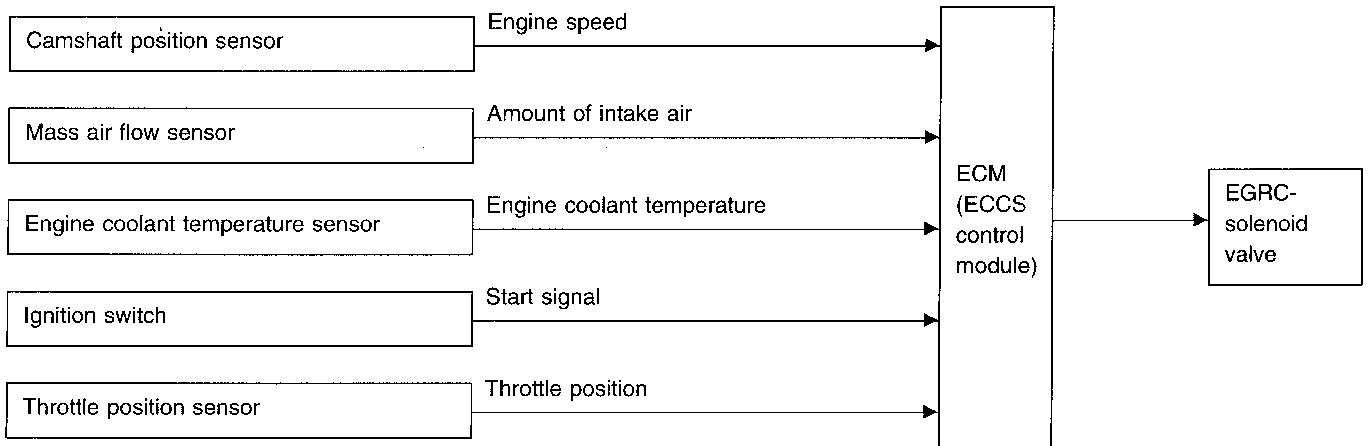 Camshaft position sensor
Engine speed
Mass air flow sensor
Amount of intake air
Engine coolant temperature sensor
Engine coolant temperature
Ignition switch
Start signal
Throttle position sensor
Throttle position
ECM
(ECCS
control
module)
EGRC-
solenoid
valve